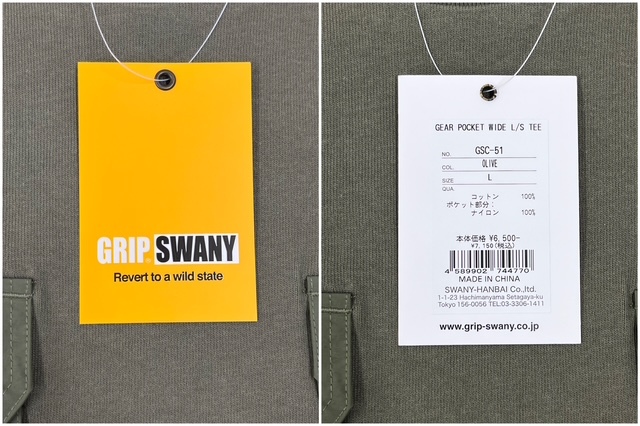 GRIP SWANY
Revert to a wild state
GEAR POCKET WIDE L/S TEE
NO. GSC-51
COL. OLIVE
SIZE L
QUA.
コットン 100%
ポケット部分：
ナイロン 100%
本体価格 ¥6,500-
¥7,150(税込)
4 589902 744770
MADE IN CHINA
SWANY-HANBAI Co.,ltd.
1-1-23 Hachimanyama Setagaya-ku
Tokyo 156-0056 TEL:03-3306-1411
www.grip-swany.co.jp